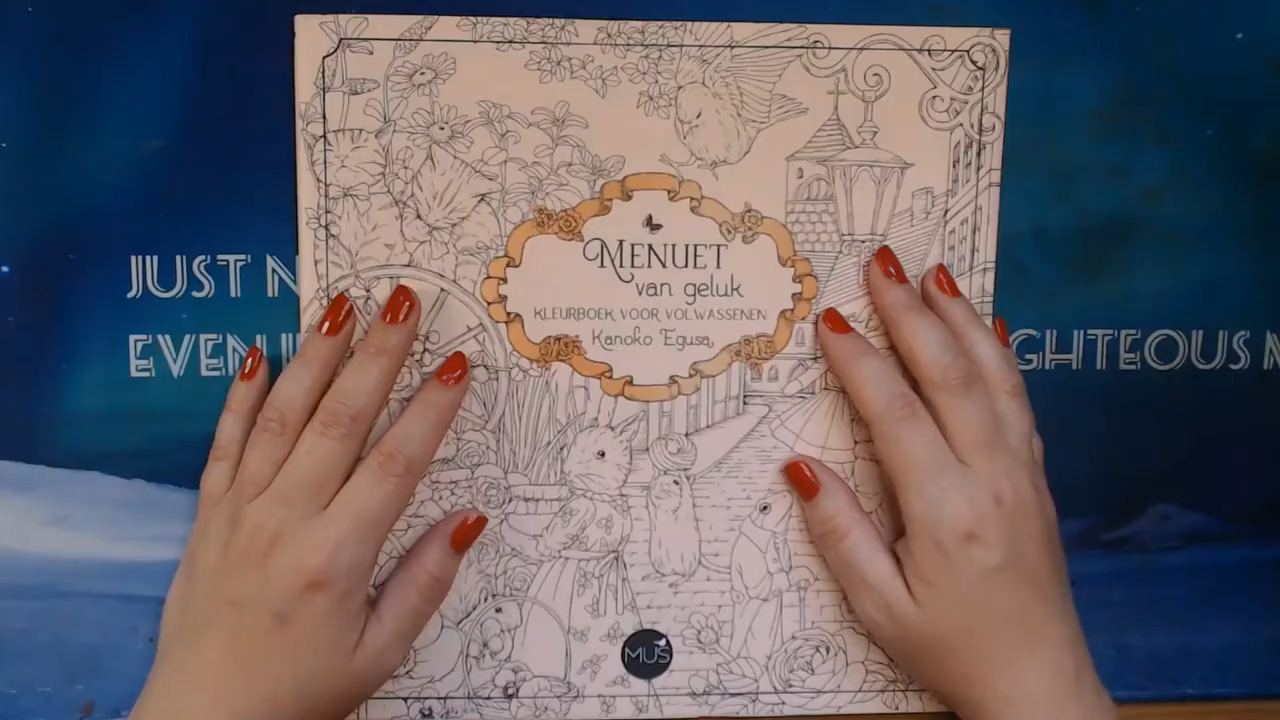 JUST N
EVEN
GHTEOUS M
MENUET
van geluk
KLEURBOEK VOOR VOLWASSENEN
Kanoko Egusa
MUS